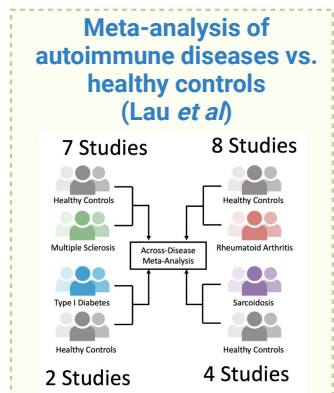 Meta-analysis of
autoimmune diseases vs.
healthy controls
(Lau et al)
7 Studies
8 Studies
Healthy Controls
Healthy Controls
Multiple Sclerosis
Across-Disease
Meta-Analysis
Rheumatoid Arthritis
Type I Diabetes
Sarcoidosis
Healthy Controls
Healthy Controls
2 Studies
4 Studies